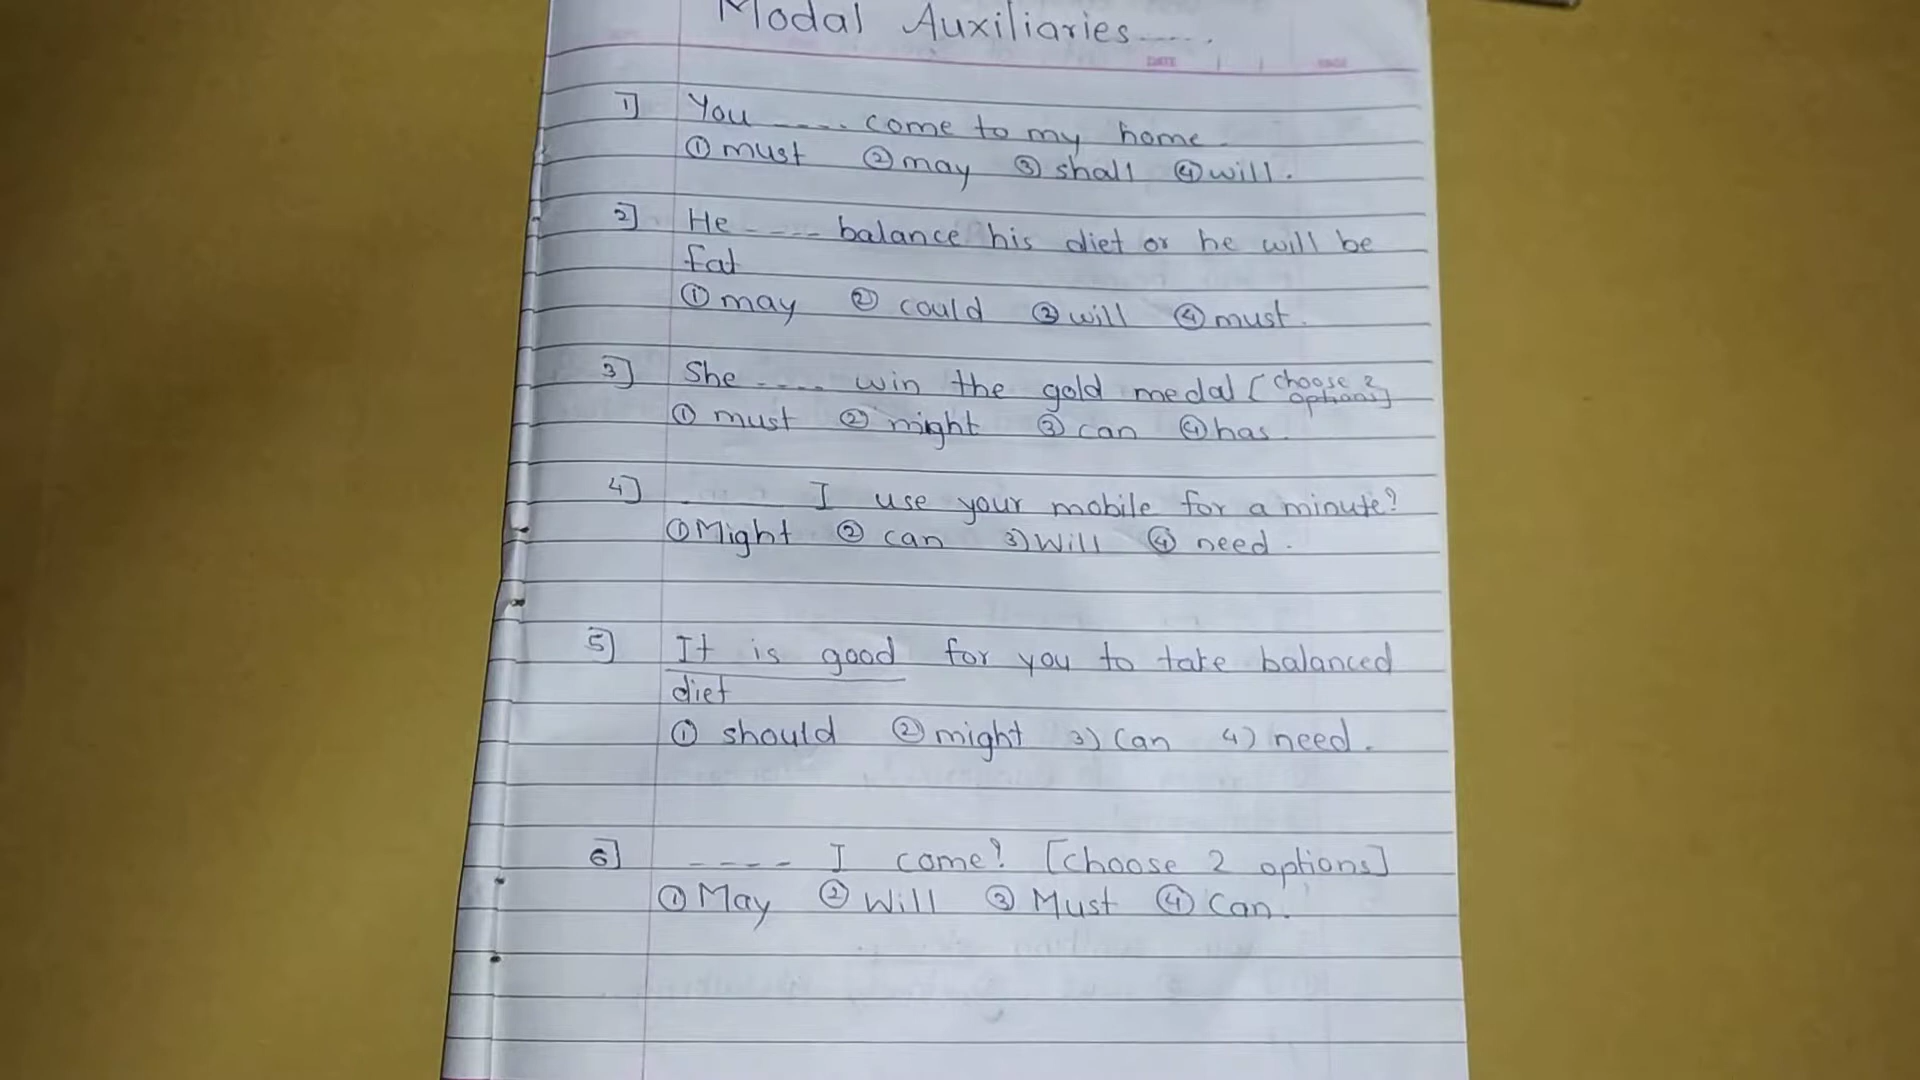 Modal Auxiliaries.....
DATE
PAGE
1] You .... come to my home.
① must ② may ③ shall ④ will.
2] He .... balance his diet or he will be
fat
① may ② could ③ will ④ must.
3] She .... win the gold medal [choose 2
options]
① must ② might ③ can ④ has.
4] ..... I use your mobile for a minute?
① Might ② can 3) Will ④ need.
5] It is good for you to take balanced
diet
① should ② might 3) Can 4) need.
6] ---- I come? [choose 2 options]
① May ② Will ③ Must ④ Can.